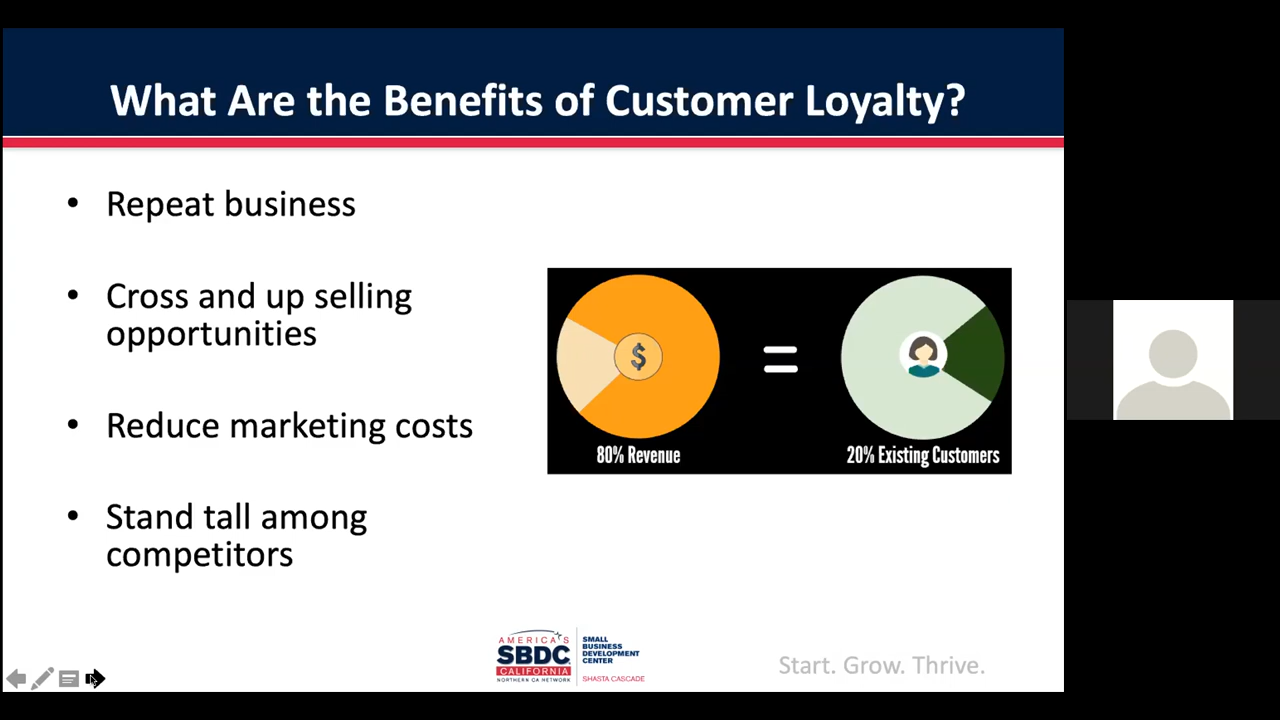 What Are the Benefits of Customer Loyalty?
• Repeat business
• Cross and up selling
opportunities
• Reduce marketing costs
• Stand tall among
competitors
$
=
80% Revenue
20% Existing Customers
AMERICA'S
SBDC
CALIFORNIA
NORTHERN CA NETWORK
SMALL
BUSINESS
DEVELOPMENT
CENTER
SHASTA CASCADE
Start. Grow. Thrive.